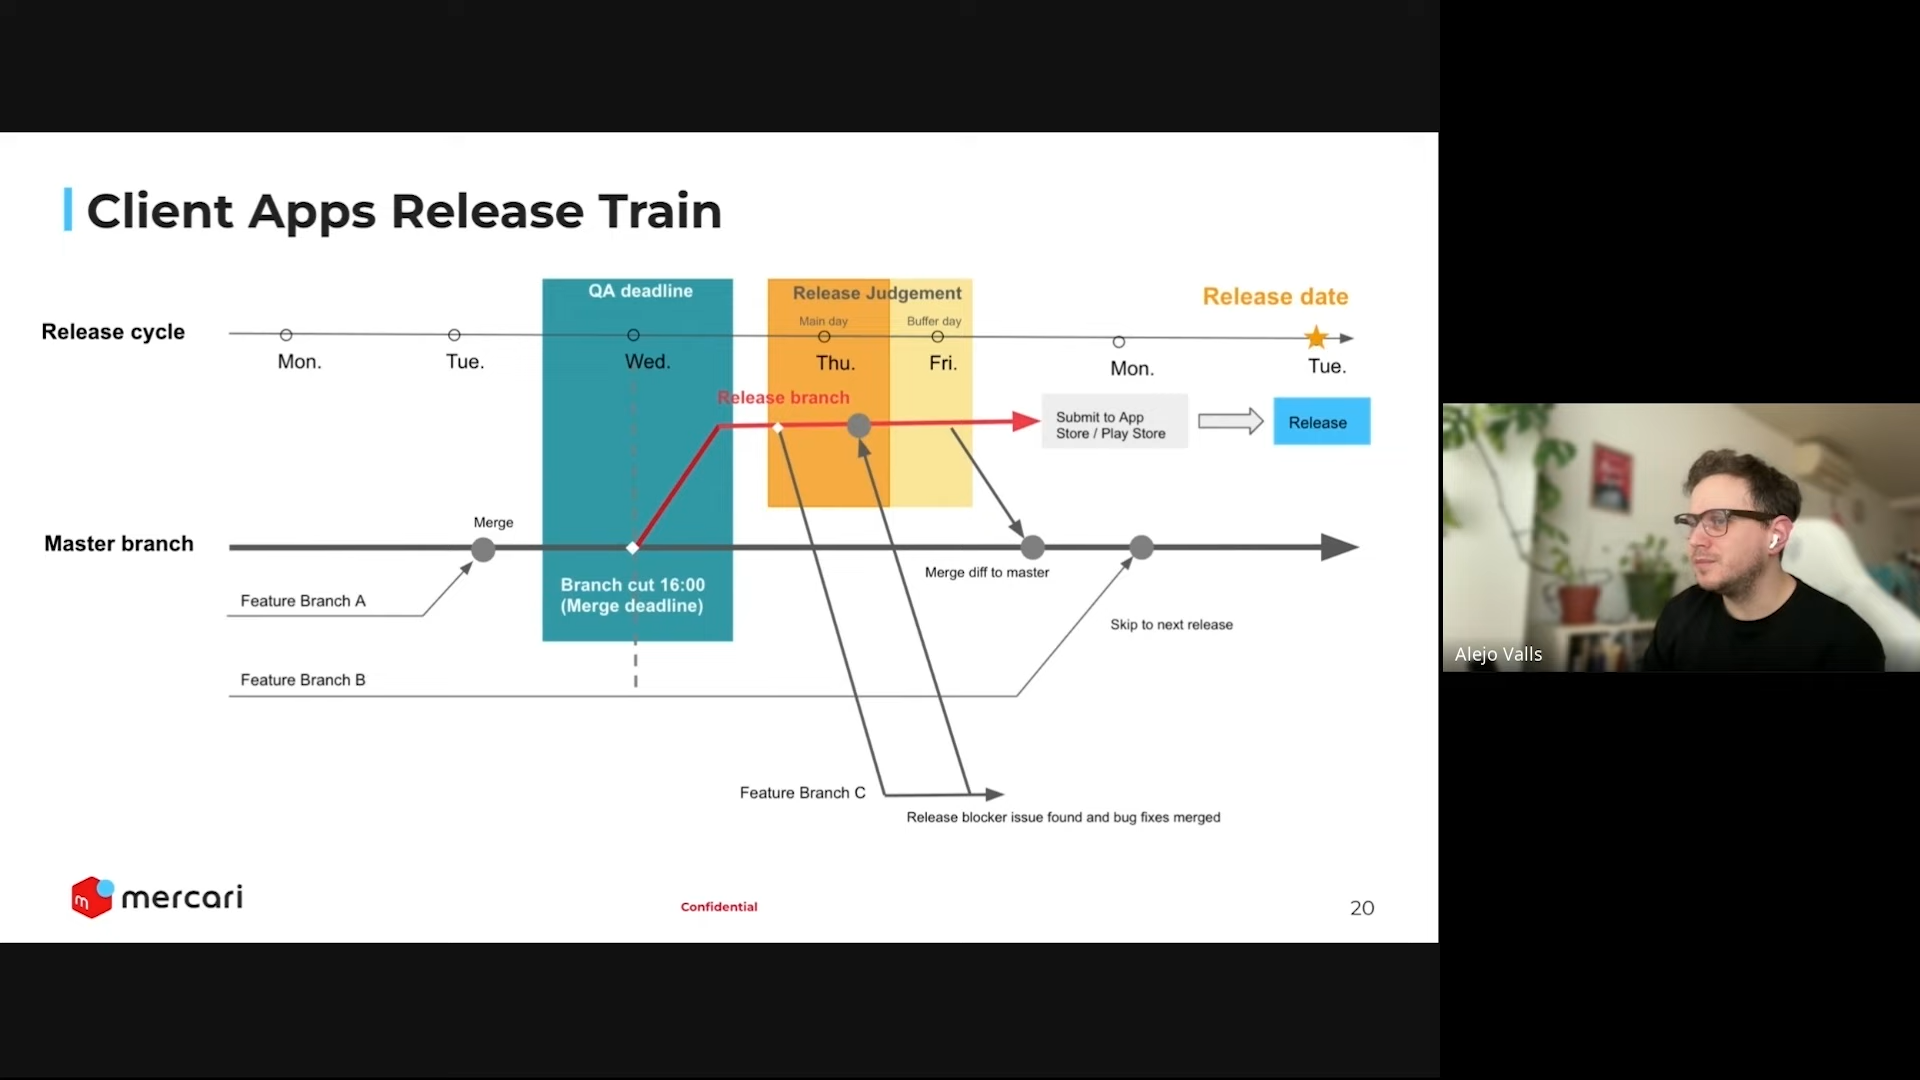 Client Apps Release Train
QA deadline
Release Judgement
Release date
Main day
Buffer day
Release cycle
Mon.
Tue.
Wed.
Thu.
Fri.
Mon.
Tue.
Release branch
Submit to App
Store / Play Store
Release
Merge
Master branch
Branch cut 16:00
(Merge deadline)
Merge diff to master
Feature Branch A
Skip to next release
Feature Branch B
Feature Branch C
Release blocker issue found and bug fixes merged
m
mercari
Confidential
20
Alejo Valls